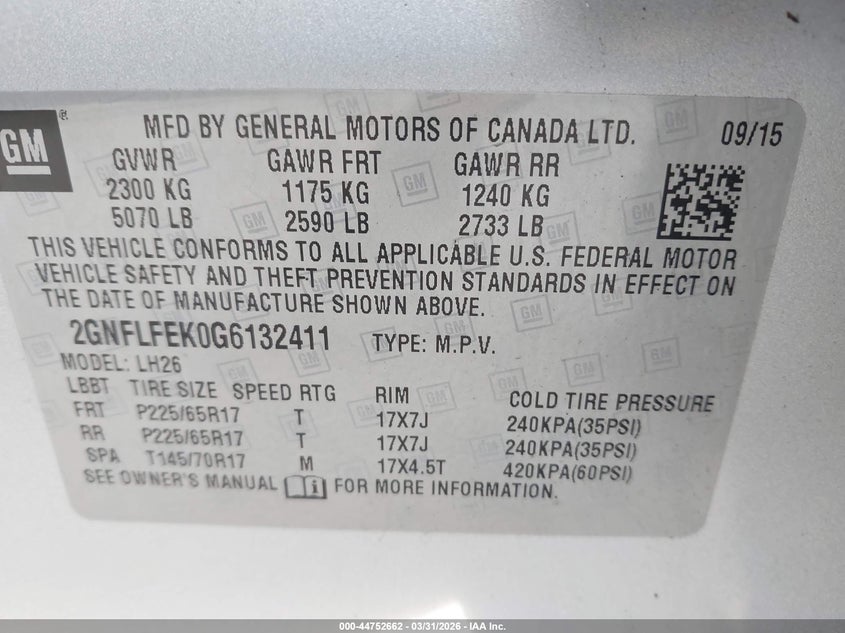 GM ®
MFD BY GENERAL MOTORS OF CANADA LTD. 09/15
GVWR GAWR FRT GAWR RR
2300 KG 1175 KG 1240 KG
5070 LB 2590 LB 2733 LB
THIS VEHICLE CONFORMS TO ALL APPLICABLE U.S. FEDERAL MOTOR
VEHICLE SAFETY AND THEFT PREVENTION STANDARDS IN EFFECT ON
THE DATE OF MANUFACTURE SHOWN ABOVE.
2GNFLFEK0G6132411 TYPE: M.P.V.
MODEL: LH26
LBBT TIRE SIZE SPEED RTG RIM COLD TIRE PRESSURE
FRT P225/65R17 T 17X7J 240KPA(35PSI)
RR P225/65R17 T 17X7J 240KPA(35PSI)
SPA T145/70R17 M 17X4.5T 420KPA(60PSI)
SEE OWNER'S MANUAL i FOR MORE INFORMATION.
000-44752662 - 03/31/2026 - IAA Inc.